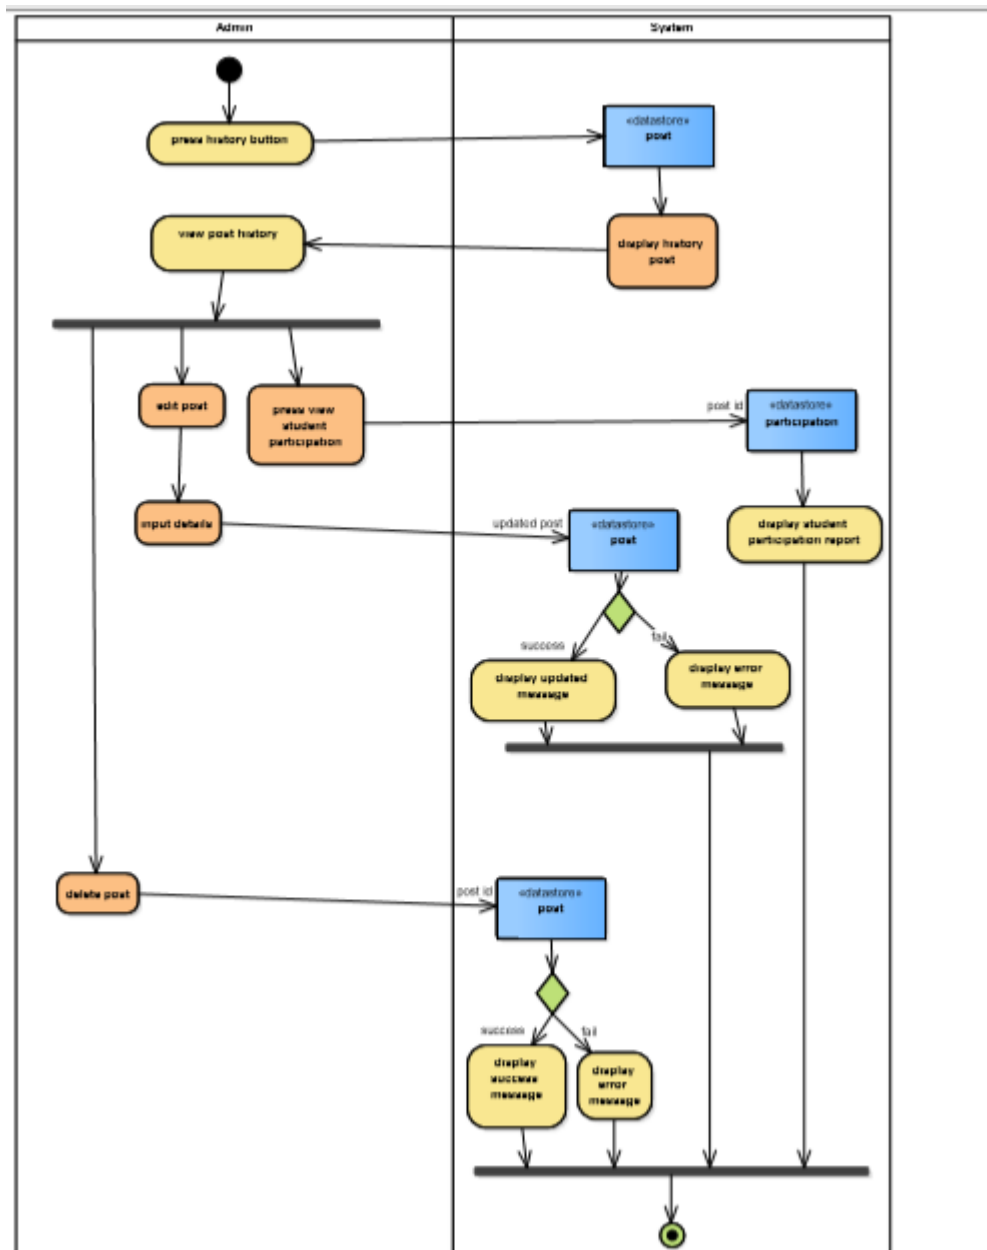 Admin
System
press history button
«datastore»
post
view post history
display history
post
edit post
press view
student
participation
post id
«datastore»
participation
input details
updated post
«datastore»
post
display student
participation report
success
fail
display updated
message
display error
message
delete post
post id
«datastore»
post
success
fail
display
success
message
display
error
message